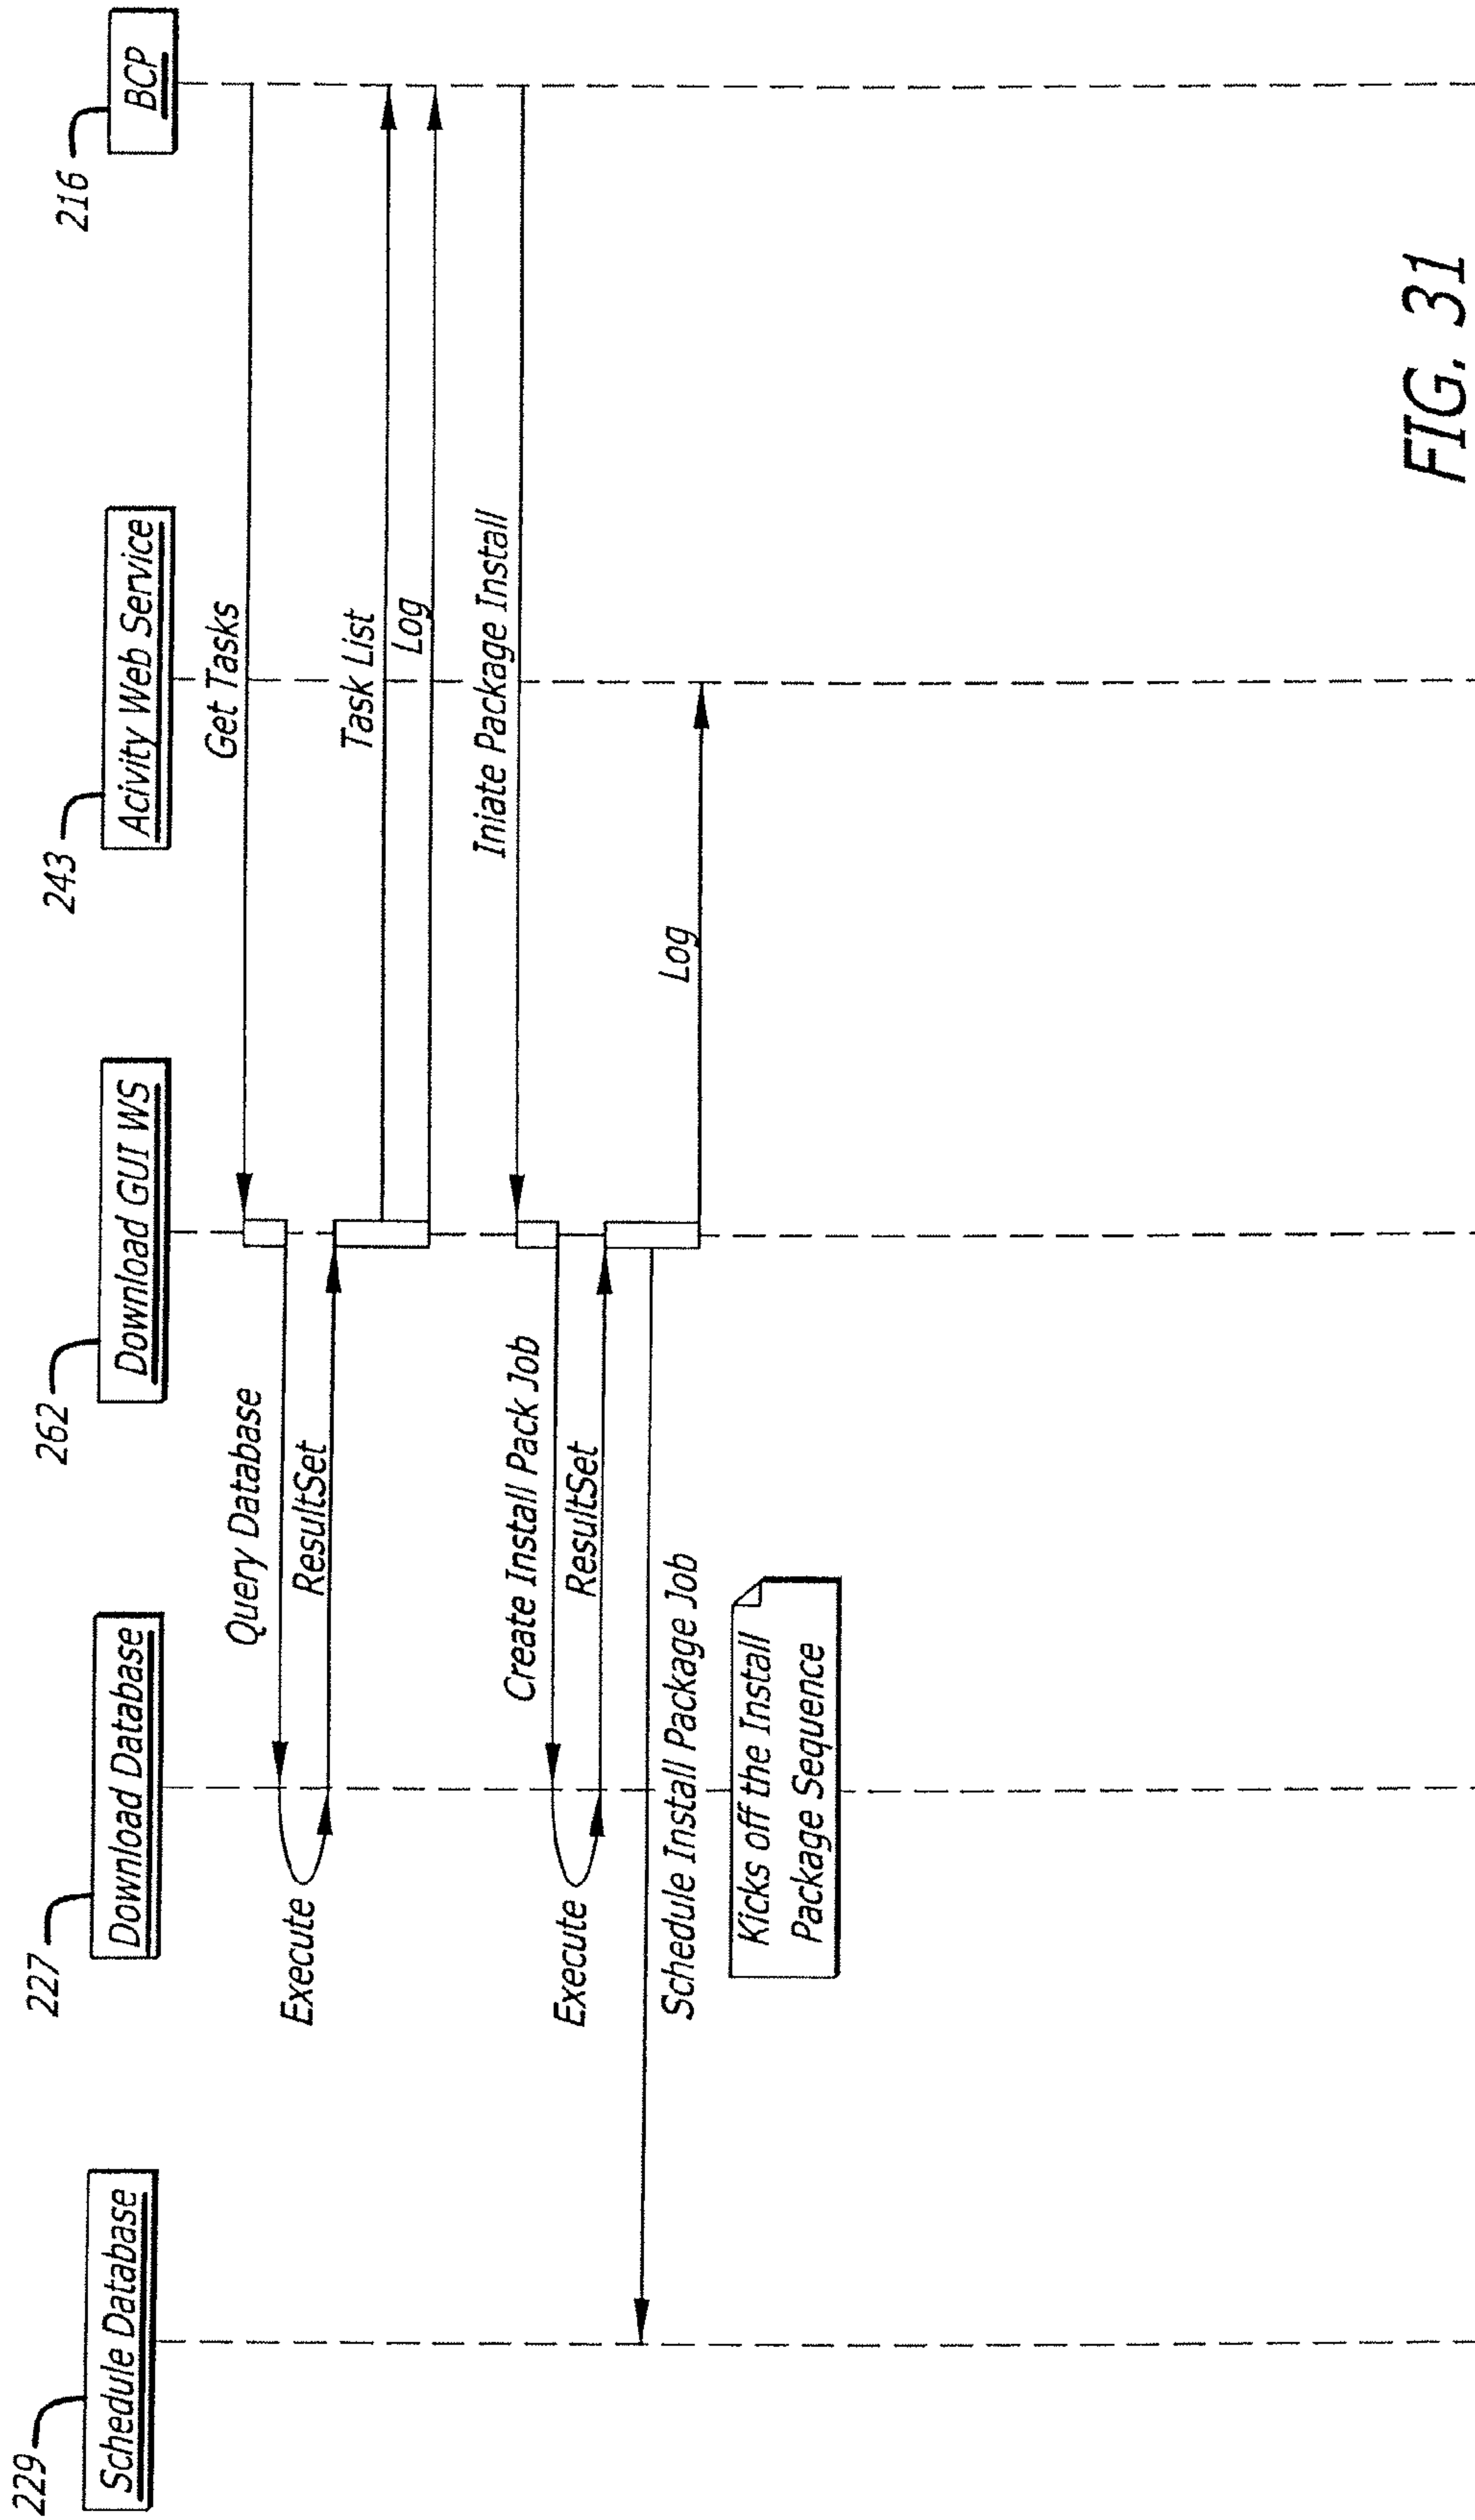 229
Schedule Database
227
Download Database
262
Download GUI WS
243
Acivity Web Service
216
BCP
Get Tasks
Query Database
Execute
ResultSet
Task List
Log
Iniate Package Install
Create Install Pack Job
Execute
ResultSet
Schedule Install Package Job
Log
Kicks off the Install
Package Sequence
FIG. 31